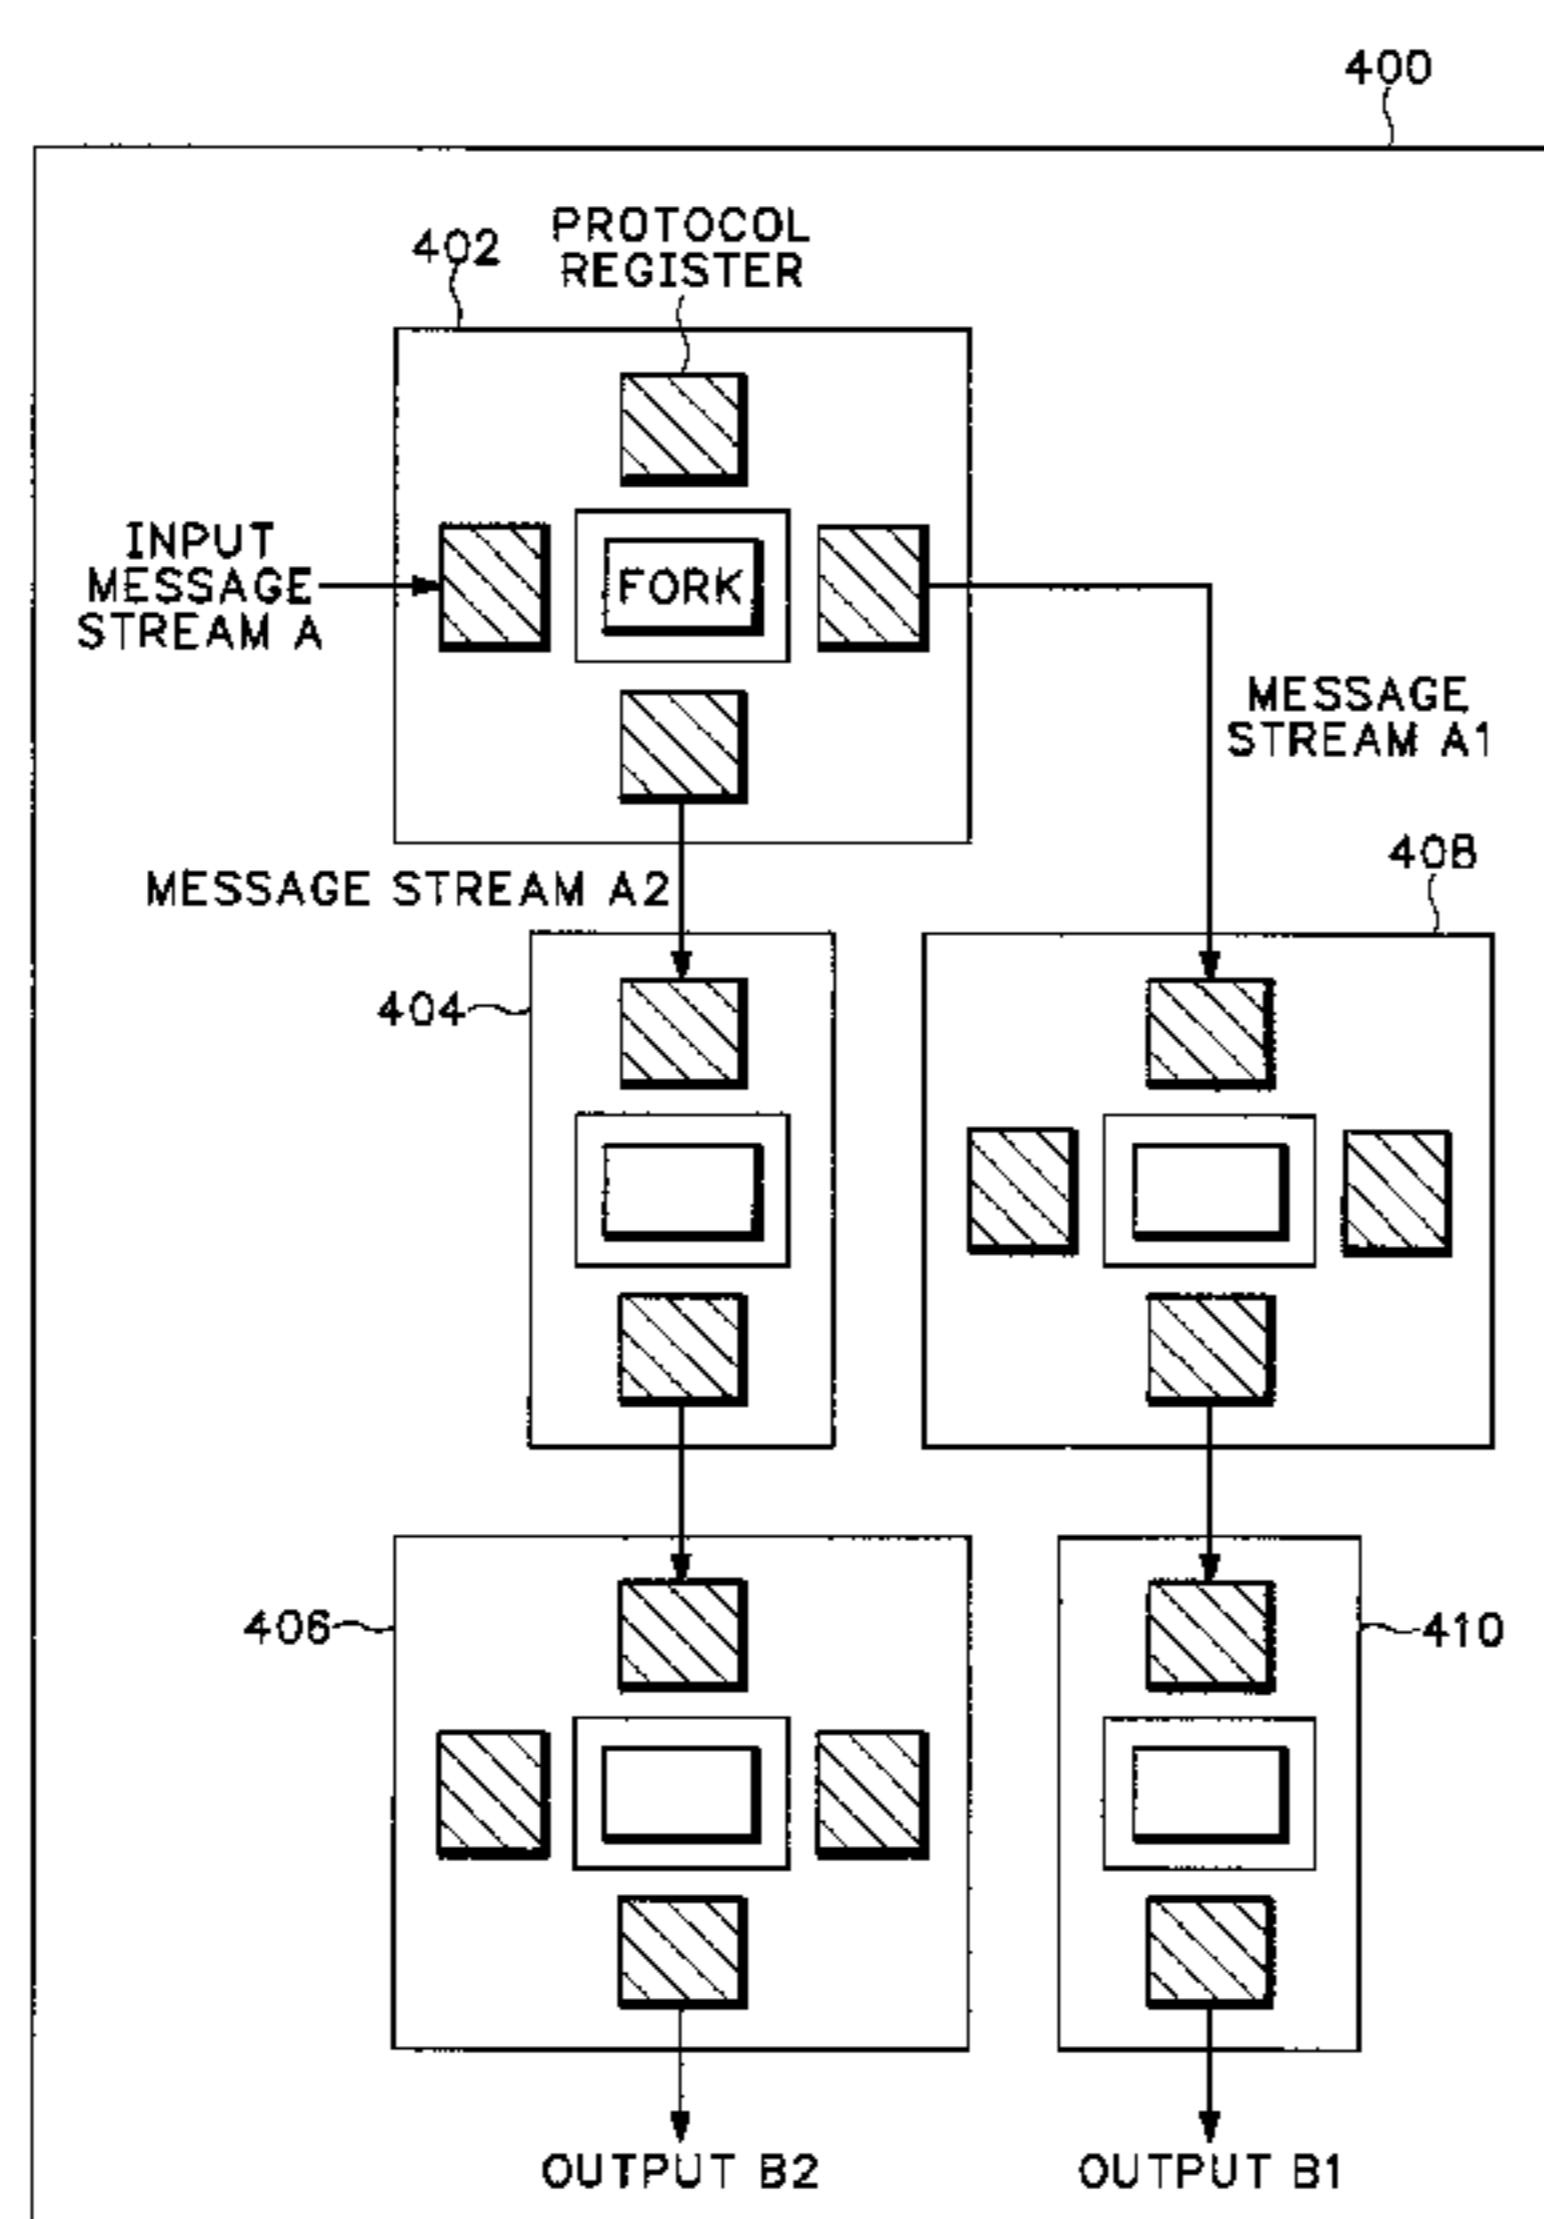 400
402
PROTOCOL
REGISTER
INPUT
MESSAGE
STREAM A
FORK
MESSAGE
STREAM A1
MESSAGE STREAM A2
408
404
406
410
OUTPUT B2
OUTPUT B1